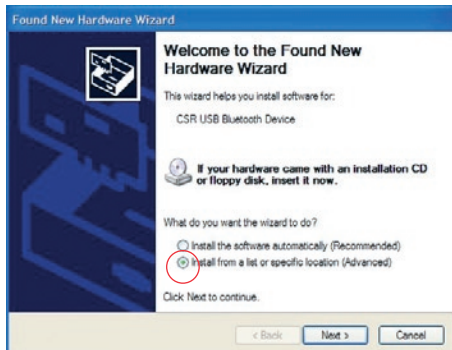 Found New Hardware Wizard
Welcome to the Found New
Hardware Wizard
This wizard helps you install software for:
CSR USB Bluetooth Device
If your hardware came with an installation CD
or floppy disk, insert it now.
What do you want the wizard to do?
Install the software automatically (Recommended)
Install from a list or specific location (Advanced)
Click Next to continue.
< Back
Next >
Cancel